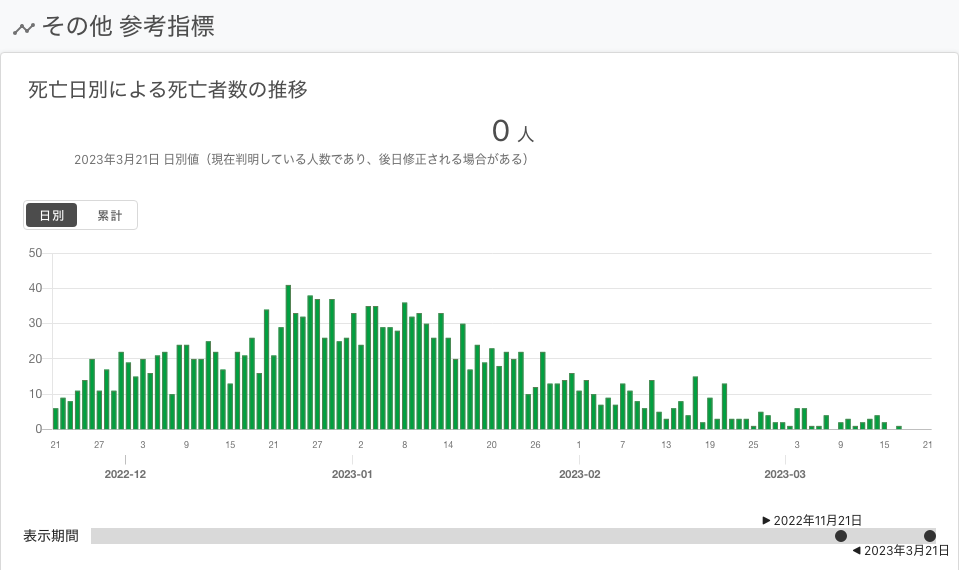 その他 参考指標
死亡日別による死亡者数の推移
0 人
2023年3月21日 日別値（現在判明している人数であり、後日修正される場合がある）
日別 累計
50
40
30
20
10
0
21 27 3 9 15 21 27 2 8 14 20 26 1 7 13 19 25 3 9 15 21
2022-12 2023-01 2023-02 2023-03
▶ 2022年11月21日
表示期間
◀ 2023年3月21日